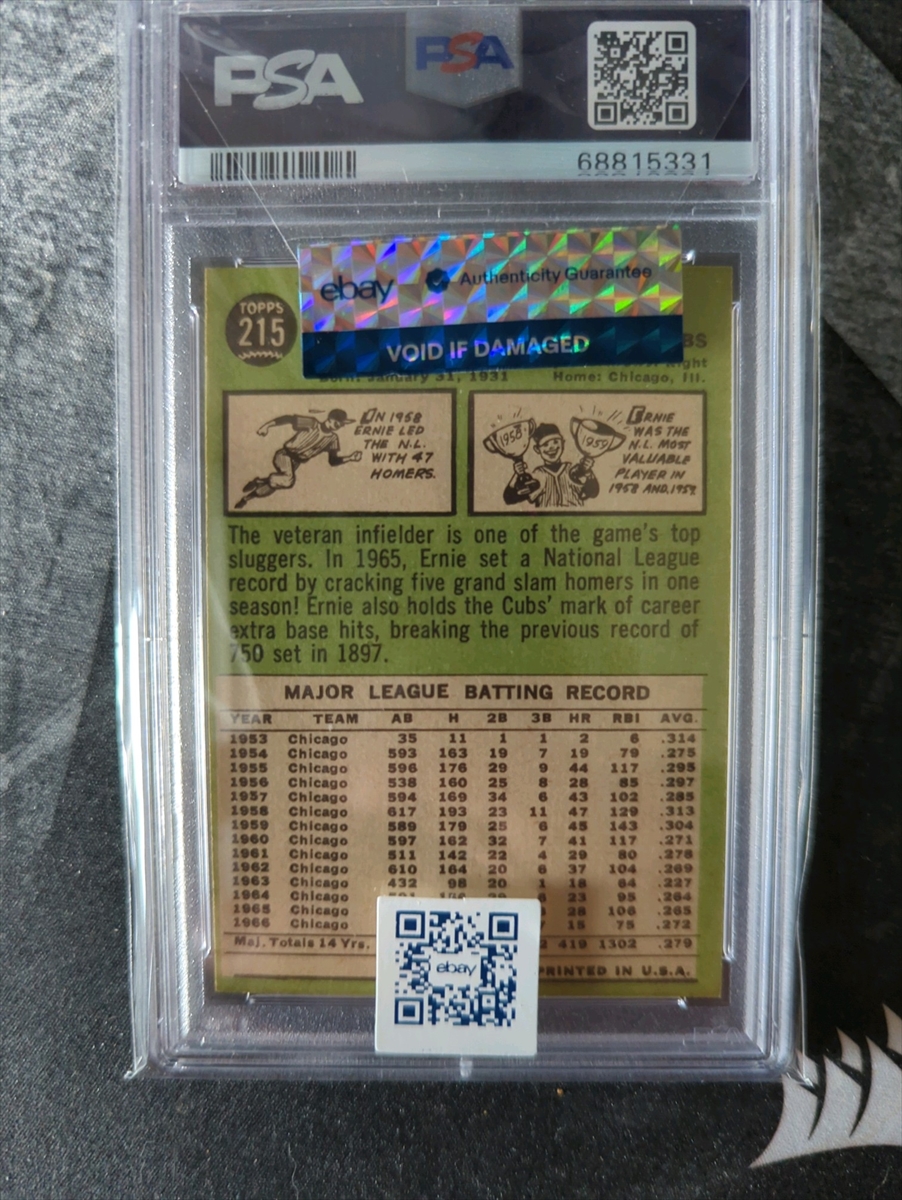 PSA PSA
68815331
ebay Authenticity Guarantee
VOID IF DAMAGED
TOPPS
215
BS
Right
Born: January 31, 1931 Home: Chicago, Ill.
IN 1958
ERNIE LED
THE N.L.
WITH 47
HOMERS.
1958 1959
ERNIE
WAS THE
N.L. MOST
VALUABLE
PLAYER IN
1958 AND 1959
The veteran infielder is one of the game's top
sluggers. In 1965, Ernie set a National League
record by cracking five grand slam homers in one
season! Ernie also holds the Cubs' mark of career
extra base hits, breaking the previous record of
750 set in 1897.
MAJOR LEAGUE BATTING RECORD
YEAR TEAM AB H 2B 3B HR RBI AVG.
1953 Chicago 35 11 1 1 2 6 .314
1954 Chicago 593 163 19 7 19 79 .275
1955 Chicago 596 176 29 9 44 117 .295
1956 Chicago 538 160 25 8 28 85 .297
1957 Chicago 594 169 34 6 43 102 .285
1958 Chicago 617 193 23 11 47 129 .313
1959 Chicago 589 179 25 6 45 143 .304
1960 Chicago 597 162 32 7 41 117 .271
1961 Chicago 511 142 22 4 29 80 .278
1962 Chicago 610 164 20 6 37 104 .269
1963 Chicago 432 98 20 1 18 64 .227
1964 Chicago 23 95 .264
1965 Chicago 28 106 .265
1966 Chicago 15 75 .272
Maj. Totals 14 Yrs. 2 419 1302 .279
ebay
PRINTED IN U.S.A.